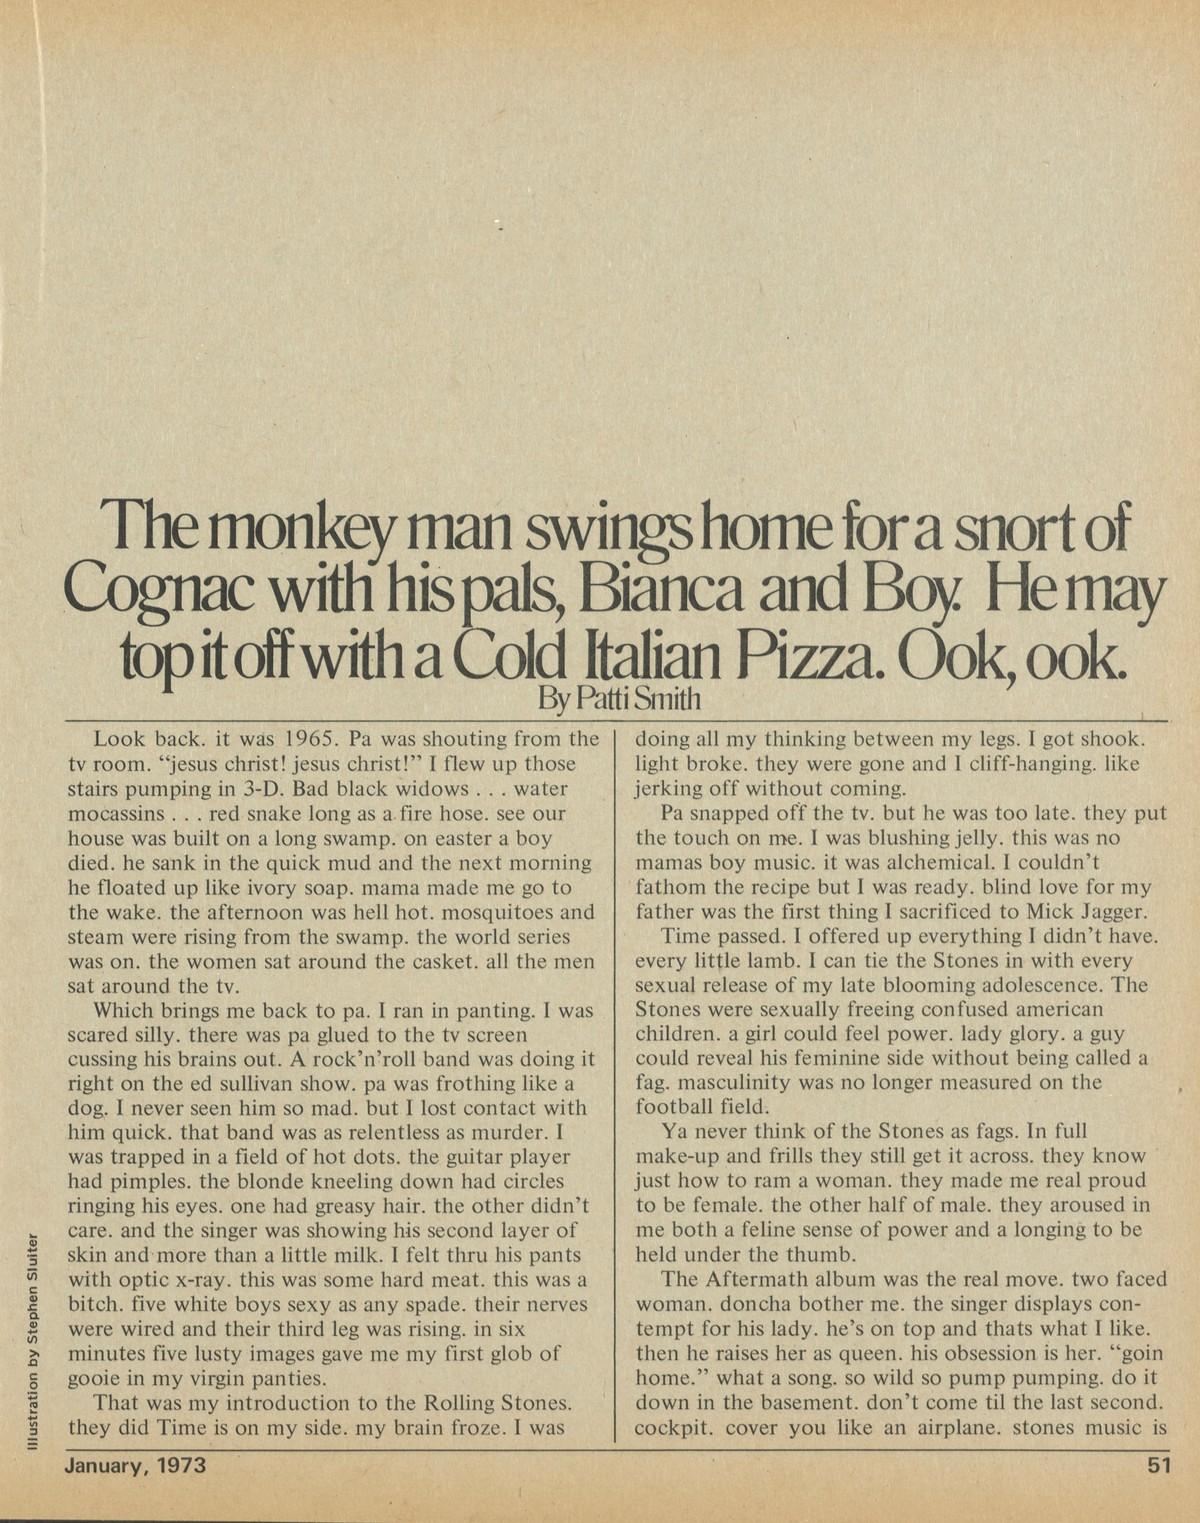 The monkey man swings home for a snort of
Cognac with his pals, Bianca and Boy. He may
top it off with a Cold Italian Pizza. Ook, ook.
By Patti Smith
Look back. it was 1965. Pa was shouting from the
tv room. “jesus christ! jesus christ!” I flew up those
stairs pumping in 3-D. Bad black widows . . . water
mocassins . . . red snake long as a fire hose. see our
house was built on a long swamp. on easter a boy
died. he sank in the quick mud and the next morning
he floated up like ivory soap. mama made me go to
the wake. the afternoon was hell hot. mosquitoes and
steam were rising from the swamp. the world series
was on. the women sat around the casket. all the men
sat around the tv.
Which brings me back to pa. I ran in panting. I was
scared silly. there was pa glued to the tv screen
cussing his brains out. A rock’n’roll band was doing it
right on the ed sullivan show. pa was frothing like a
dog. I never seen him so mad. but I lost contact with
him quick. that band was as relentless as murder. I
was trapped in a field of hot dots. the guitar player
had pimples. the blonde kneeling down had circles
ringing his eyes. one had greasy hair. the other didn’t
care. and the singer was showing his second layer of
skin and more than a little milk. I felt thru his pants
with optic x-ray. this was some hard meat. this was a
bitch. five white boys sexy as any spade. their nerves
were wired and their third leg was rising. in six
minutes five lusty images gave me my first glob of
gooie in my virgin panties.
That was my introduction to the Rolling Stones.
they did Time is on my side. my brain froze. I was
doing all my thinking between my legs. I got shook.
light broke. they were gone and I cliff-hanging. like
jerking off without coming.
Pa snapped off the tv. but he was too late. they put
the touch on me. I was blushing jelly. this was no
mamas boy music. it was alchemical. I couldn’t
fathom the recipe but I was ready. blind love for my
father was the first thing I sacrificed to Mick Jagger.
Time passed. I offered up everything I didn’t have.
every little lamb. I can tie the Stones in with every
sexual release of my late blooming adolescence. The
Stones were sexually freeing confused american
children. a girl could feel power. lady glory. a guy
could reveal his feminine side without being called a
fag. masculinity was no longer measured on the
football field.
Ya never think of the Stones as fags. In full
make-up and frills they still get it across. they know
just how to ram a woman. they made me real proud
to be female. the other half of male. they aroused in
me both a feline sense of power and a longing to be
held under the thumb.
The Aftermath album was the real move. two faced
woman. doncha bother me. the singer displays con-
tempt for his lady. he’s on top and thats what I like.
then he raises her as queen. his obsession is her. “goin
home.” what a song. so wild so pump pumping. do it
down in the basement. don’t come til the last second.
cockpit. cover you like an airplane. stones music is
Illustration by Stephen Sluiter
January, 1973
51